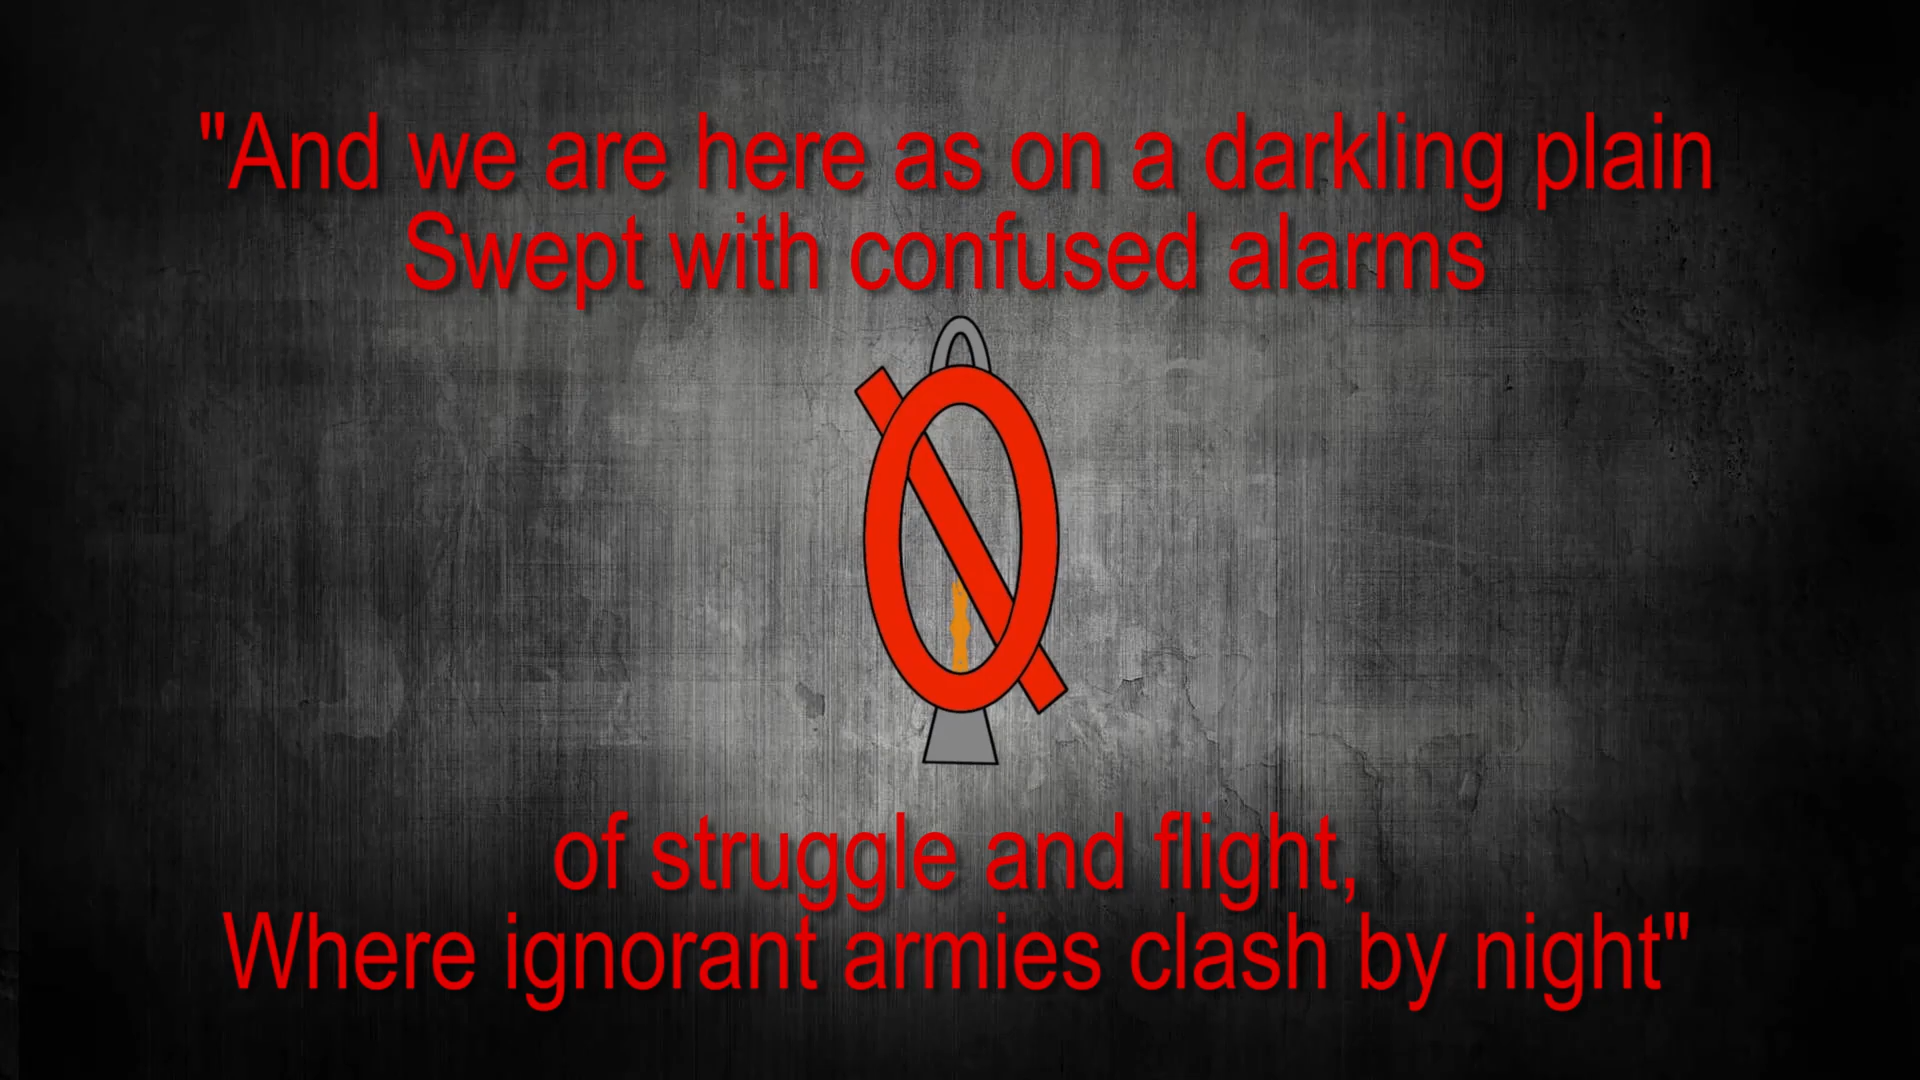 "And we are here as on a darkling plain
Swept with confused alarms
of struggle and flight,
Where ignorant armies clash by night"